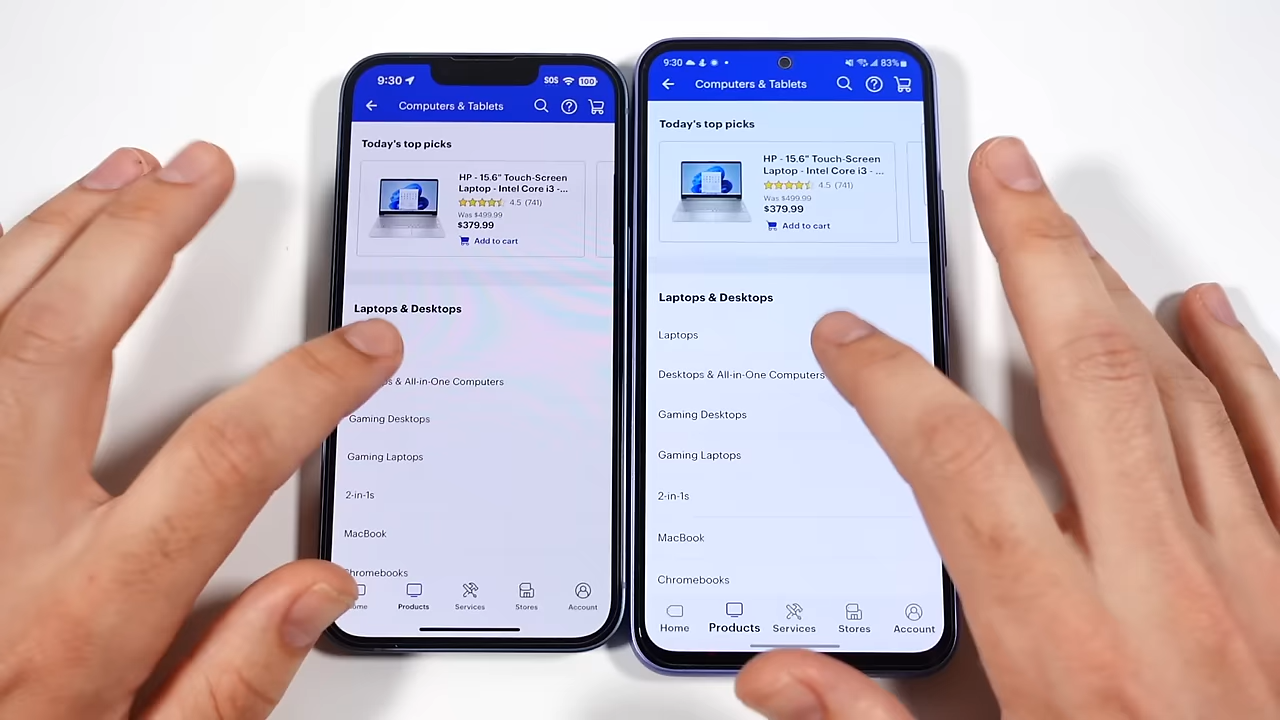 9:30
SOS
100
Computers & Tablets
Today's top picks
HP - 15.6" Touch-Screen
Laptop - Intel Core i3 -...
4.5 (741)
Was $499.99
$379.99
Add to cart
Laptops & Desktops
s & All-in-One Computers
Gaming Desktops
Gaming Laptops
2-in-1s
MacBook
Chromebooks
ome
Products
Services
Stores
Account
9:30
83%
Computers & Tablets
Today's top picks
HP - 15.6" Touch-Screen
Laptop - Intel Core i3 - ...
4.5 (741)
Was $499.99
$379.99
Add to cart
Laptops & Desktops
Laptops
Desktops & All-in-One Computers
Gaming Desktops
Gaming Laptops
2-in-1s
MacBook
Chromebooks
Home
Products
Services
Stores
Account